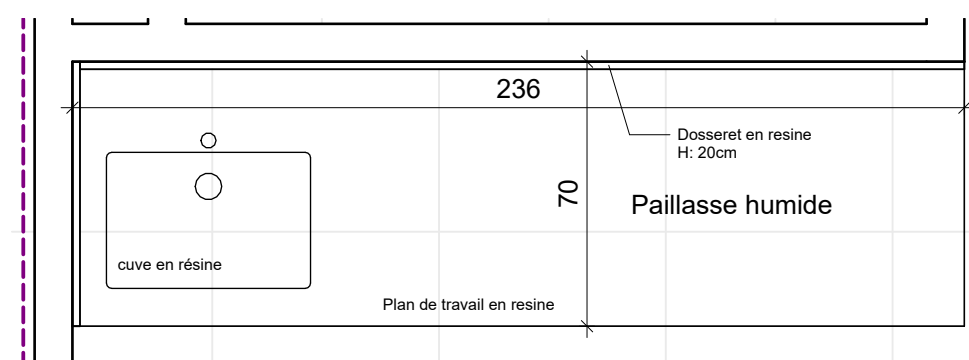 236
Dosseret en resine
H: 20cm
70
Paillasse humide
cuve en résine
Plan de travail en resine